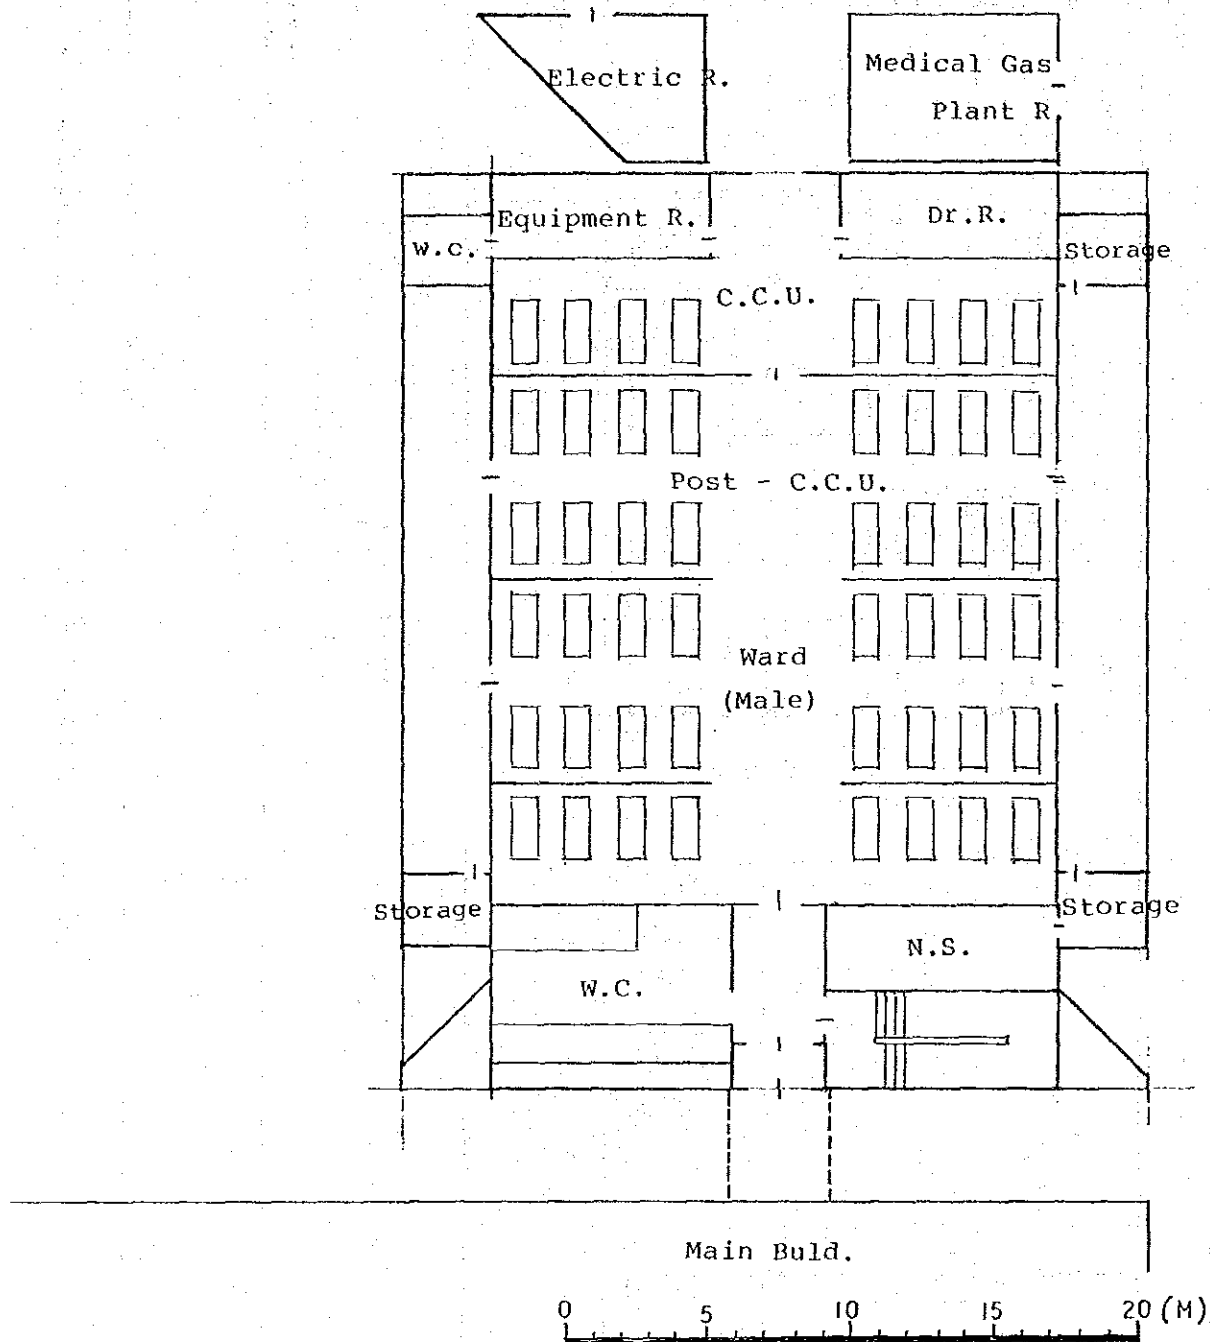 Electric R.
Medical Gas
Plant R.
Equipment R.
Dr.R.
W.C.
Storage
C.C.U.
Post - C.C.U.
Ward
(Male)
Storage
Storage
N.S.
W.C.
Main Buld.
0 5 10 15 20 (M)